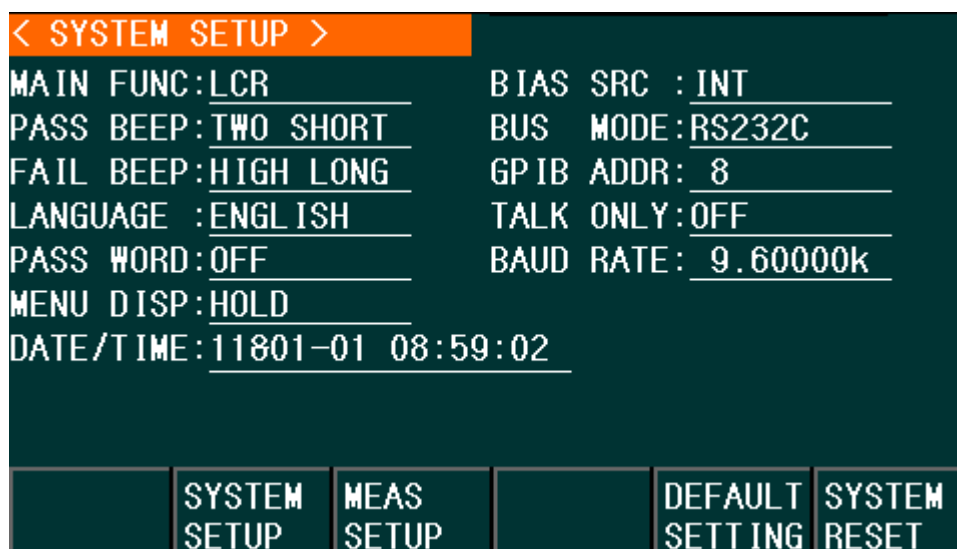 < SYSTEM SETUP >
MAIN FUNC:LCR BIAS SRC :INT
PASS BEEP:TWO SHORT BUS MODE:RS232C
FAIL BEEP:HIGH LONG GPIB ADDR: 8
LANGUAGE :ENGLISH TALK ONLY:OFF
PASS WORD:OFF BAUD RATE: 9.60000k
MENU DISP:HOLD
DATE/TIME:11801-01 08:59:02
SYSTEM MEAS DEFAULT SYSTEM
SETUP SETUP SETTING RESET